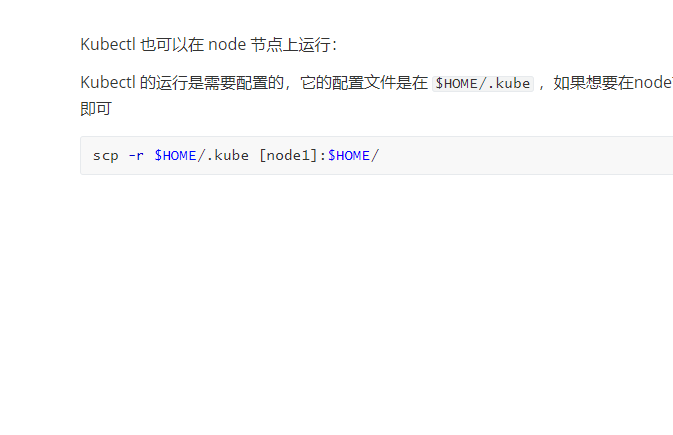 Kubectl 也可以在 node 节点上运行：
Kubectl 的运行是需要配置的，它的配置文件是在 $HOME/.kube ，如果想要在node
即可
scp -r $HOME/.kube [node1]:$HOME/